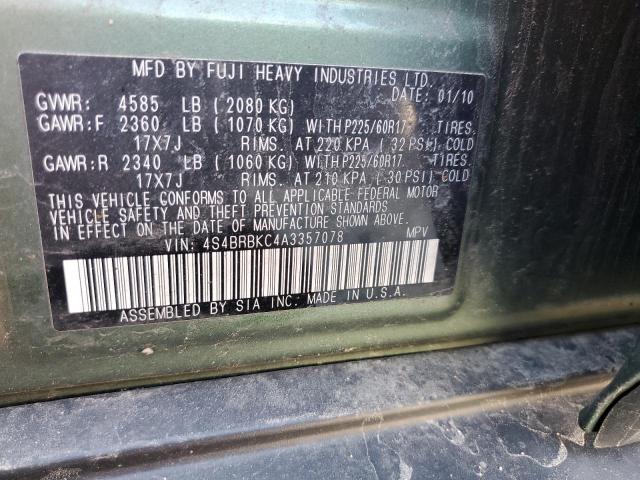 MFD BY FUJI HEAVY INDUSTRIES LTD.
DATE: 01/10
GVWR: 4585 LB (2080 KG)
GAWR:F 2360 LB (1070 KG) WITH P225/60R17 TIRES.
17X7J RIMS. AT 220 KPA (32 PSI) COLD
GAWR:R 2340 LB (1060 KG) WITH P225/60R17. TIRES.
17X7J RIMS. AT 210 KPA (30 PSI) COLD
THIS VEHICLE CONFORMS TO ALL APPLICABLE FEDERAL MOTOR
VEHICLE SAFETY AND THEFT PREVENTION STANDARDS
IN EFFECT ON THE DATE OF MANUFACTURE SHOWN ABOVE.
VIN: 4S4BRBKC4A3357078 MPV
ASSEMBLED BY SIA INC. MADE IN U.S.A.